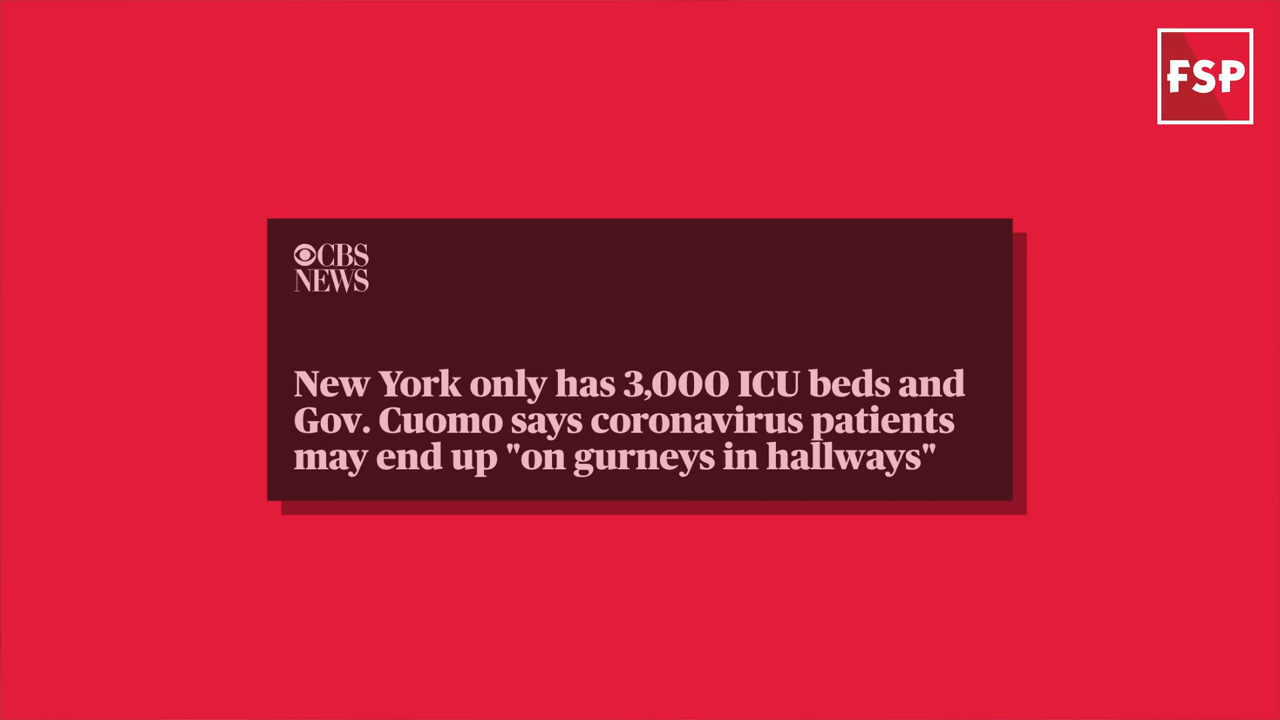 FSP
CBS
NEWS
New York only has 3,000 ICU beds and
Gov. Cuomo says coronavirus patients
may end up "on gurneys in hallways"